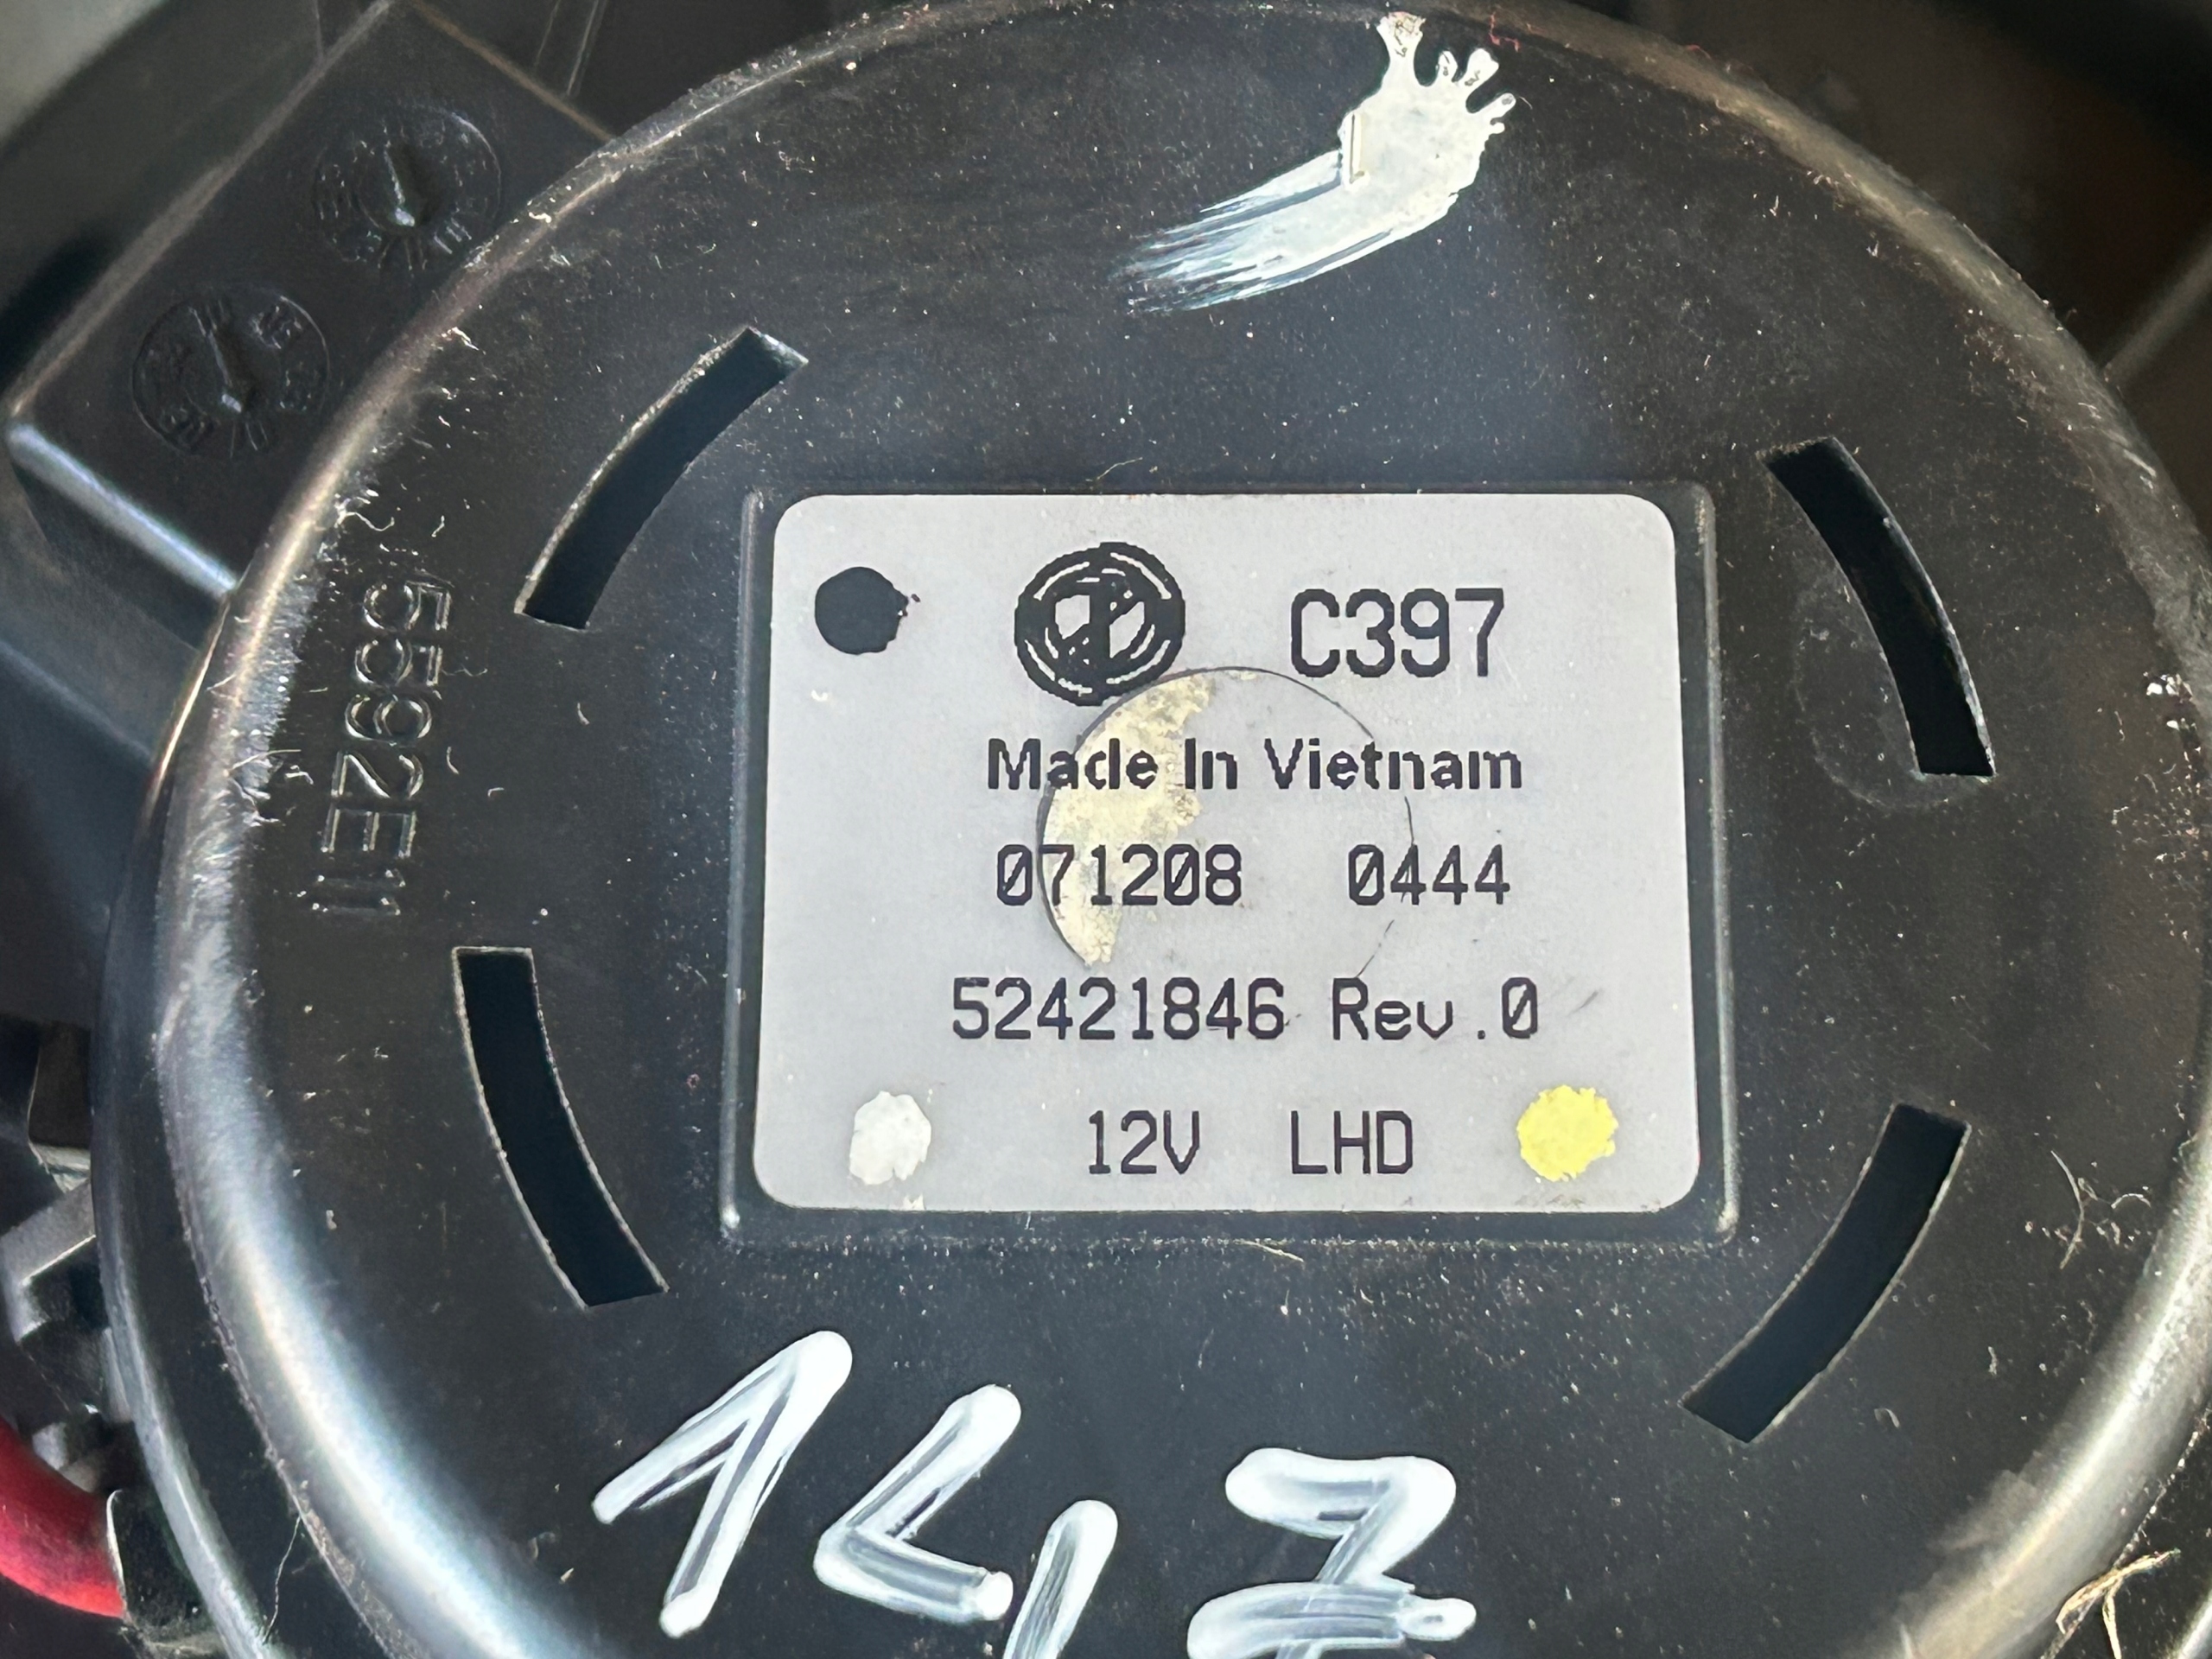 C397
Made In Vietnam
071208 0444
52421846 Rev.0
12V LHD
5592E11
147